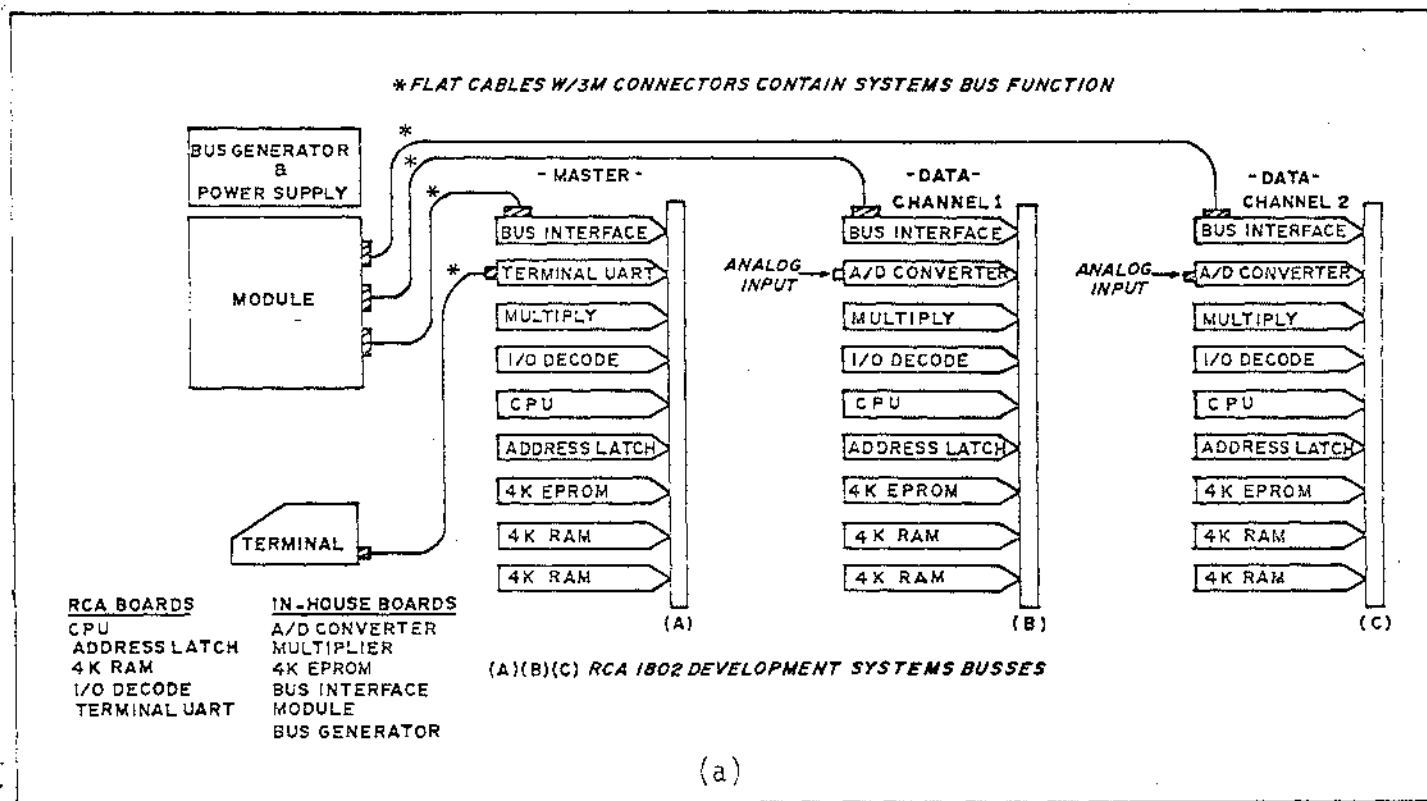 *FLAT CABLES W/3M CONNECTORS CONTAIN SYSTEMS BUS FUNCTION
BUS GENERATOR
&
POWER SUPPLY
MODULE
TERMINAL
*
*
*
*
- MASTER -
BUS INTERFACE
TERMINAL UART
MULTIPLY
I/O DECODE
CPU
ADDRESS LATCH
4K EPROM
4K RAM
4K RAM
(A)
-DATA-
CHANNEL 1
BUS INTERFACE
ANALOG
INPUT
A/D CONVERTER
MULTIPLY
I/O DECODE
CPU
ADDRESS LATCH
4K EPROM
4K RAM
4K RAM
(B)
-DATA-
CHANNEL 2
BUS INTERFACE
ANALOG
INPUT
A/D CONVERTER
MULTIPLY
I/O DECODE
CPU
ADDRESS LATCH
4K EPROM
4K RAM
4K RAM
(C)
RCA BOARDS
CPU
ADDRESS LATCH
4K RAM
I/O DECODE
TERMINAL UART
IN-HOUSE BOARDS
A/D CONVERTER
MULTIPLIER
4K EPROM
BUS INTERFACE
MODULE
BUS GENERATOR
(A)(B)(C) RCA 1802 DEVELOPMENT SYSTEMS BUSSES
(a)